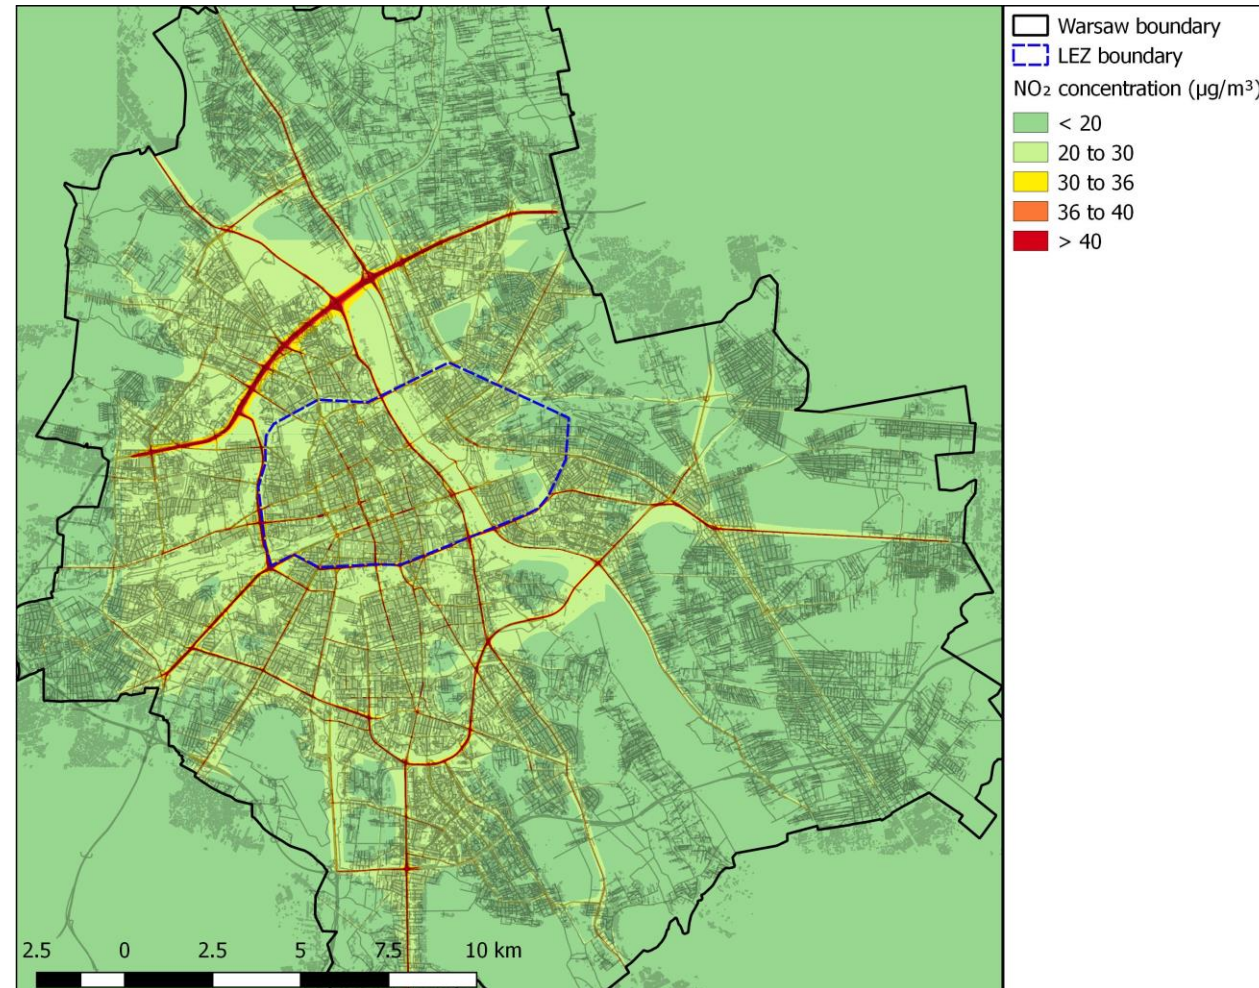 Warsaw boundary
LEZ boundary
NO₂ concentration (µg/m³)
< 20
20 to 30
30 to 36
36 to 40
> 40
2.5 0 2.5 5 7.5 10 km